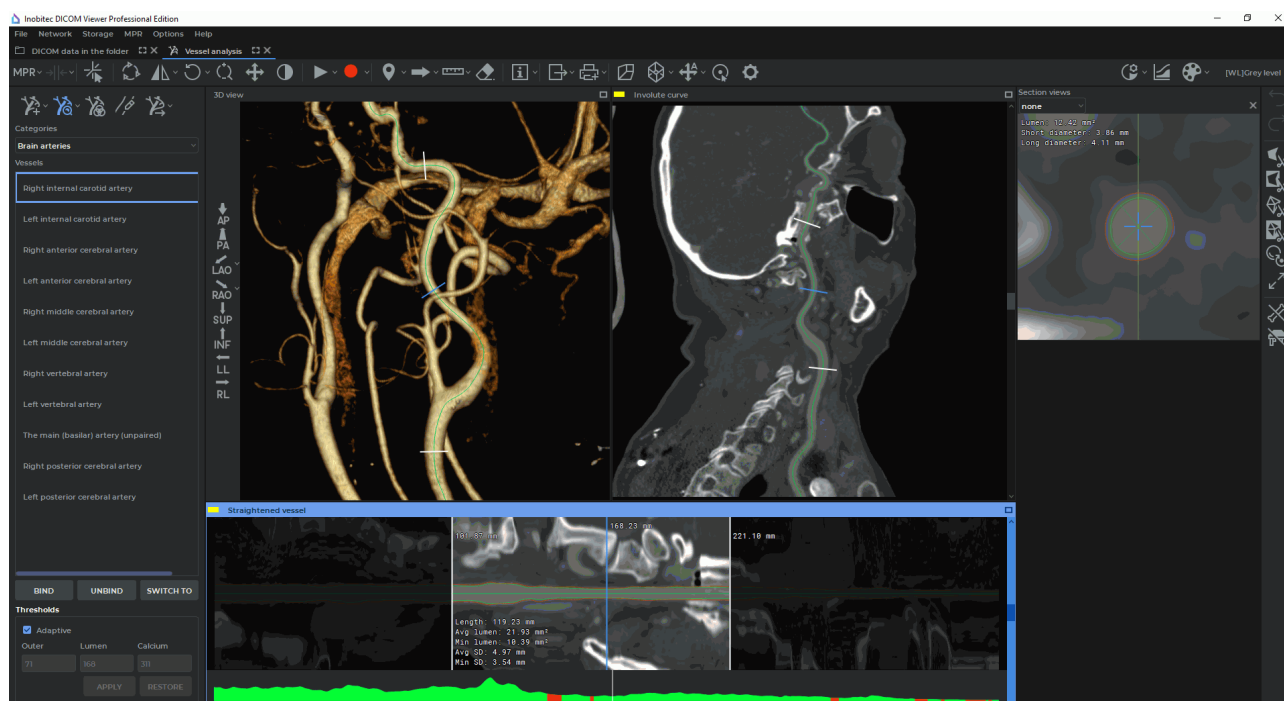 Inobitec DICOM Viewer Professional Edition
File Network Storage MPR Options Help
DICOM data in the folder Vessel analysis
MPR [WL]Grey level
Categories
Brain arteries
Vessels
Right internal carotid artery
Left internal carotid artery
Right anterior cerebral artery
Left anterior cerebral artery
Right middle cerebral artery
Left middle cerebral artery
Right vertebral artery
Left vertebral artery
The main (basilar) artery (unpaired)
Right posterior cerebral artery
Left posterior cerebral artery
BIND UNBIND SWITCH TO
Thresholds
Adaptive
Outer Lumen Calcium
71 166 311
APPLY RESTORE
3D view
AP
PA
LAO
RAO
SUP
INF
LL
RL
Involute curve
Section views
none
Lumen: 12.42 mm²
Short diameter: 3.86 mm
Long diameter: 4.11 mm
Straightened vessel
168.23 mm
101.87 mm
221.10 mm
Length: 119.23 mm
Avg lumen: 21.93 mm²
Min lumen: 10.39 mm²
Avg SD: 4.97 mm
Min SD: 3.54 mm